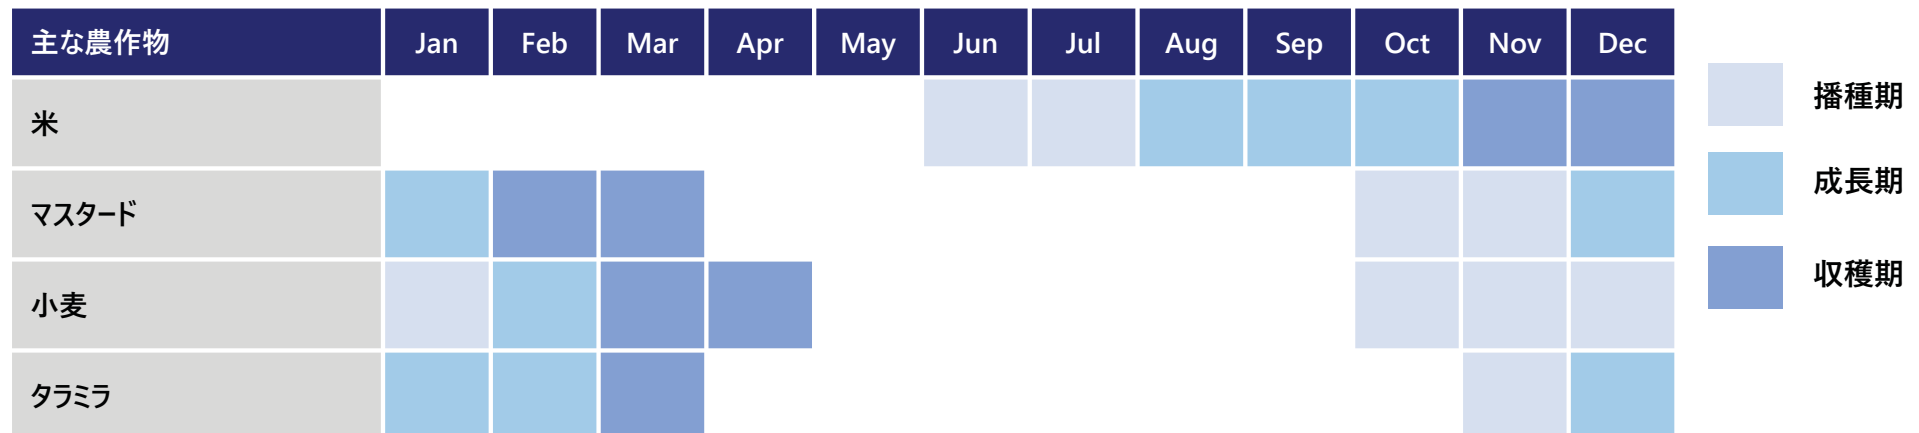 主な農作物 Jan Feb Mar Apr May Jun Jul Aug Sep Oct Nov Dec
米
マスタード
小麦
タラミラ
播種期
成長期
収穫期